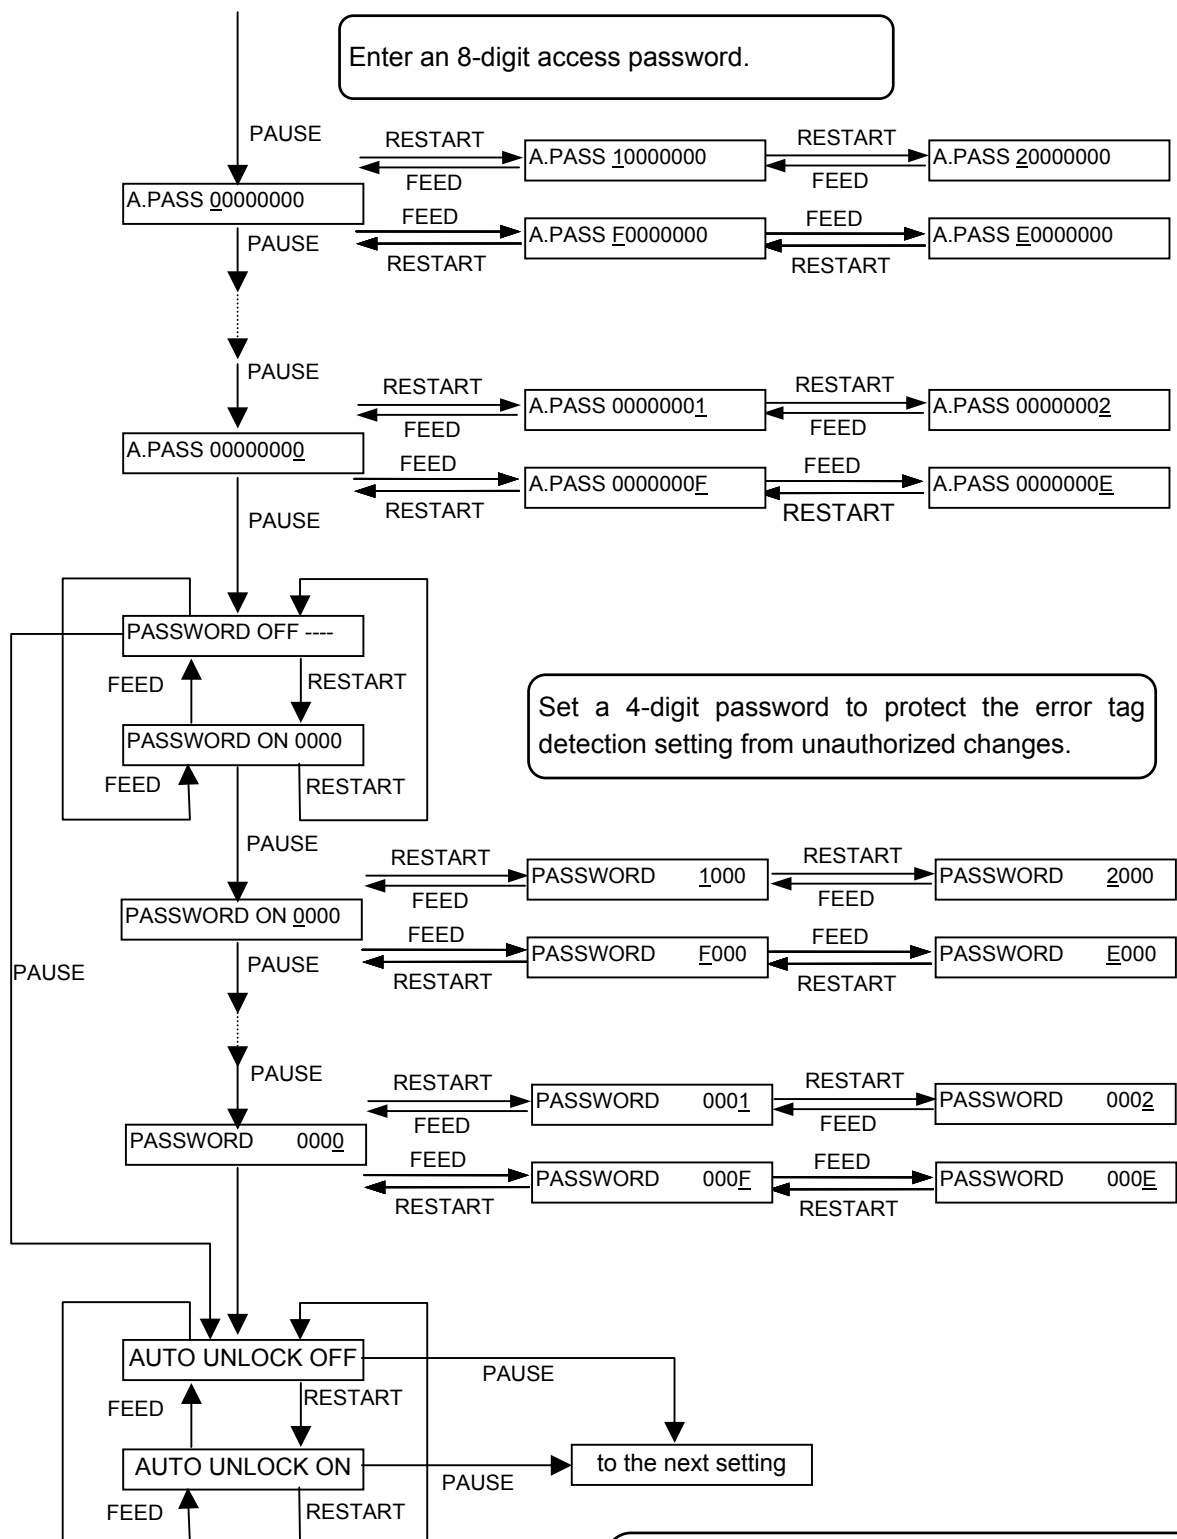 Enter an 8-digit access password.
PAUSE
RESTART
RESTART
A.PASS 00000000
A.PASS 10000000
A.PASS 20000000
FEED
FEED
FEED
FEED
A.PASS F0000000
A.PASS E0000000
PAUSE
RESTART
RESTART
PAUSE
RESTART
RESTART
A.PASS 00000000
A.PASS 00000001
A.PASS 00000002
FEED
FEED
FEED
FEED
A.PASS 0000000F
A.PASS 0000000E
RESTART
RESTART
PAUSE
PASSWORD OFF ----
FEED
RESTART
Set a 4-digit password to protect the error tag
detection setting from unauthorized changes.
PASSWORD ON 0000
FEED
RESTART
PAUSE
RESTART
RESTART
PASSWORD 1000
PASSWORD 2000
FEED
FEED
PASSWORD ON 0000
FEED
FEED
PASSWORD F000
PASSWORD E000
PAUSE
PAUSE
RESTART
RESTART
PAUSE
RESTART
RESTART
PASSWORD 0001
PASSWORD 0002
FEED
FEED
PASSWORD 0000
FEED
FEED
PASSWORD 000F
PASSWORD 000E
RESTART
RESTART
AUTO UNLOCK OFF
PAUSE
FEED
RESTART
AUTO UNLOCK ON
to the next setting
PAUSE
FEED
RESTART